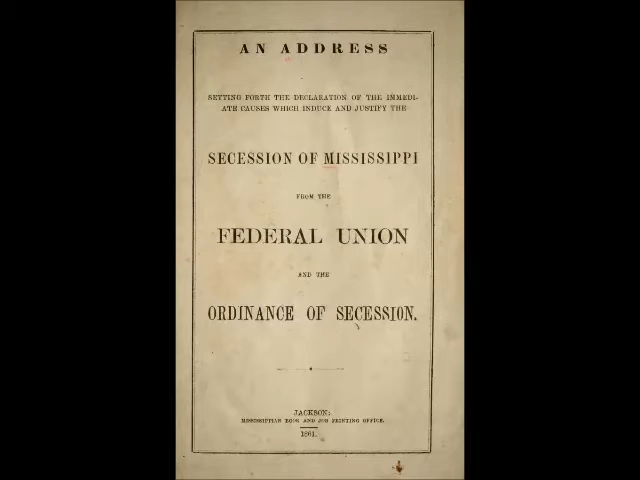 AN ADDRESS
SETTING FORTH THE DECLARATION OF THE IMMEDI-
ATE CAUSES WHICH INDUCE AND JUSTIFY THE
SECESSION OF MISSISSIPPI
FROM THE
FEDERAL UNION
AND THE
ORDINANCE OF SECESSION.
JACKSON:
MISSISSIPPIAN BOOK AND JOB PRINTING OFFICE.
1861.